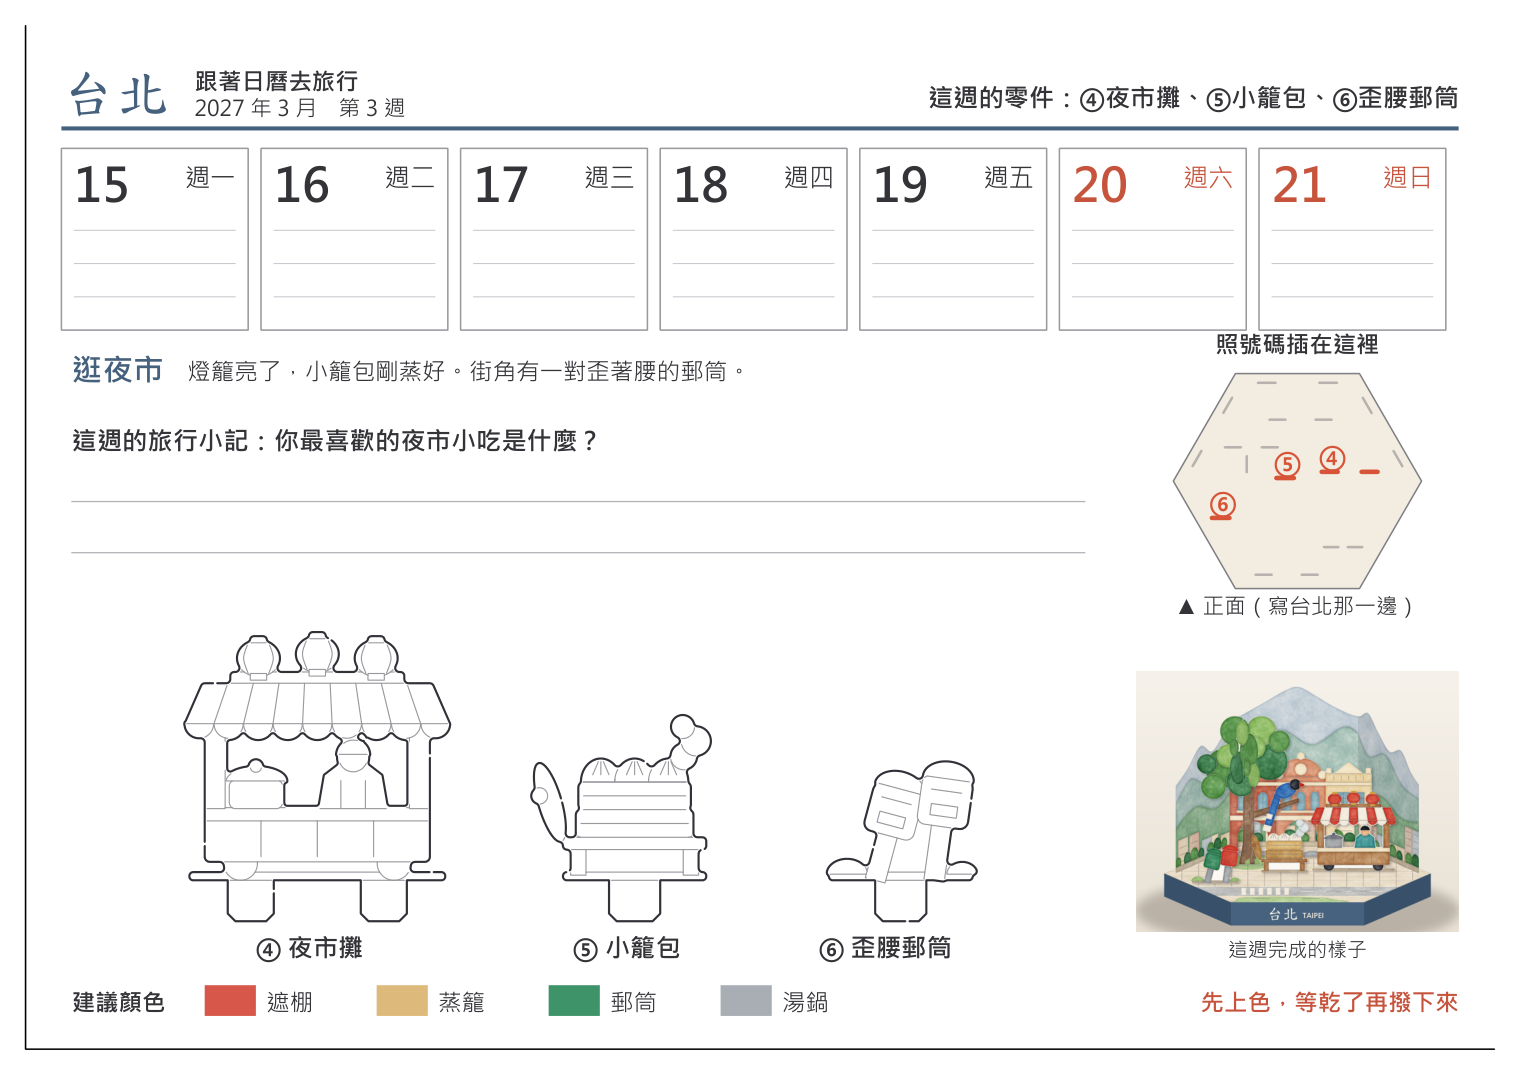 台北
跟著日曆去旅行
2027 年 3 月　第 3 週
這週的零件：④夜市攤、⑤小籠包、⑥歪腰郵筒
15 週一
16 週二
17 週三
18 週四
19 週五
20 週六
21 週日
逛夜市 燈籠亮了，小籠包剛蒸好。街角有一對歪著腰的郵筒。
這週的旅行小記：你最喜歡的夜市小吃是什麼？
照號碼插在這裡
⑤
④
⑥
▲ 正面（寫台北那一邊）
台北 TAIPEI
這週完成的樣子
④ 夜市攤
⑤ 小籠包
⑥ 歪腰郵筒
建議顏色 遮棚 蒸籠 郵筒 湯鍋
先上色，等乾了再撥下來